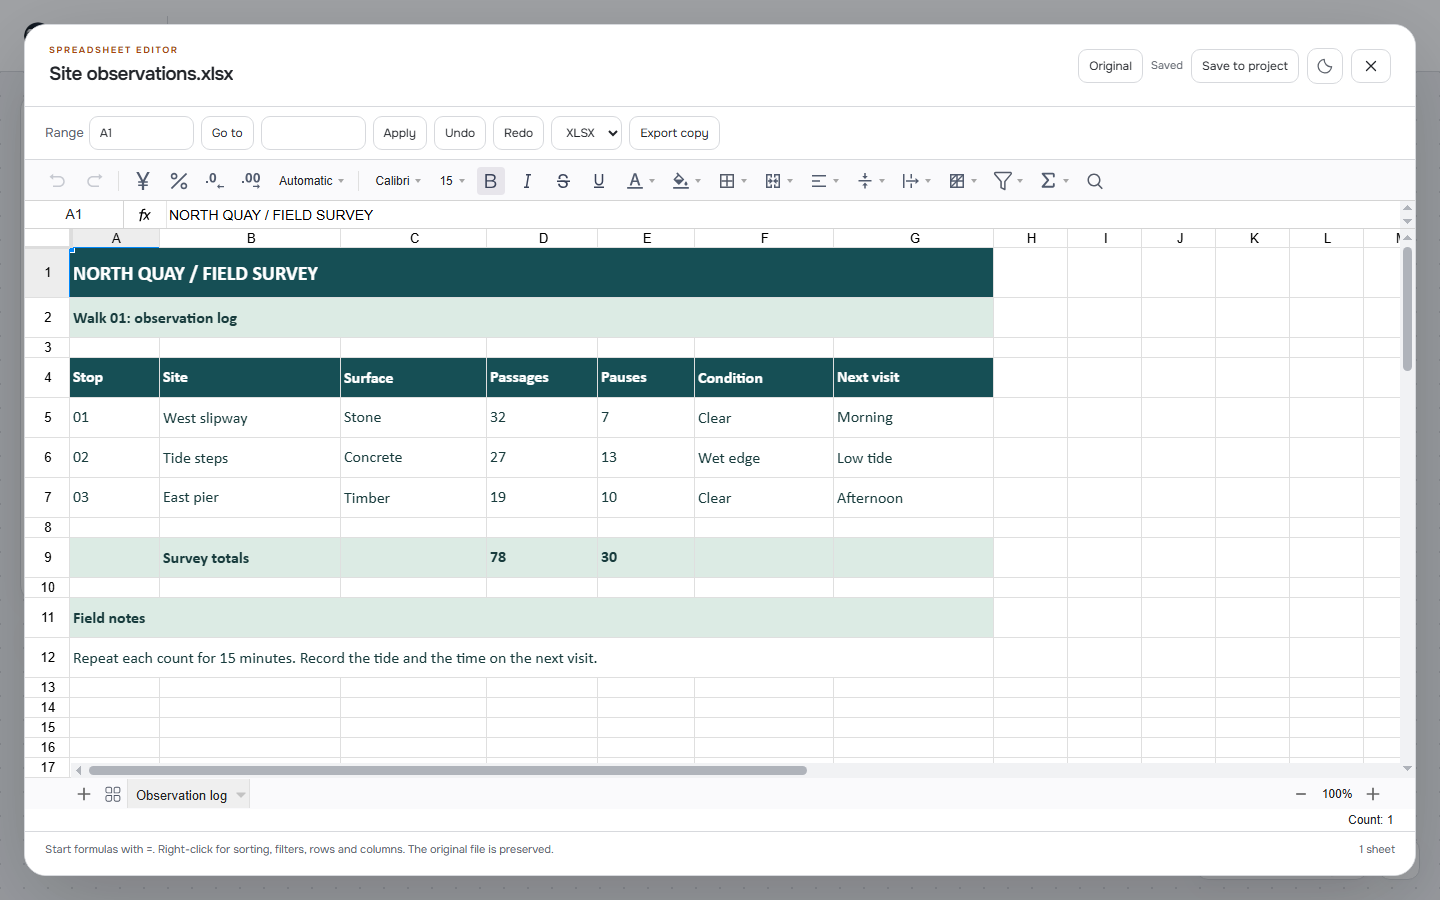 SPREADSHEET EDITOR
Site observations.xlsx
Original Saved Save to project
Range A1 Go to Apply Undo Redo XLSX Export copy
¥ % .0 .00 Automatic Calibri 15 B I S U A Σ
A1 fx NORTH QUAY / FIELD SURVEY
A B C D E F G H I J K L
1 NORTH QUAY / FIELD SURVEY
2 Walk 01: observation log
3
4 Stop Site Surface Passages Pauses Condition Next visit
5 01 West slipway Stone 32 7 Clear Morning
6 02 Tide steps Concrete 27 13 Wet edge Low tide
7 03 East pier Timber 19 10 Clear Afternoon
8
9 Survey totals 78 30
10
11 Field notes
12 Repeat each count for 15 minutes. Record the tide and the time on the next visit.
13
14
15
16
17
Observation log 100%
Count: 1
Start formulas with =. Right-click for sorting, filters, rows and columns. The original file is preserved. 1 sheet